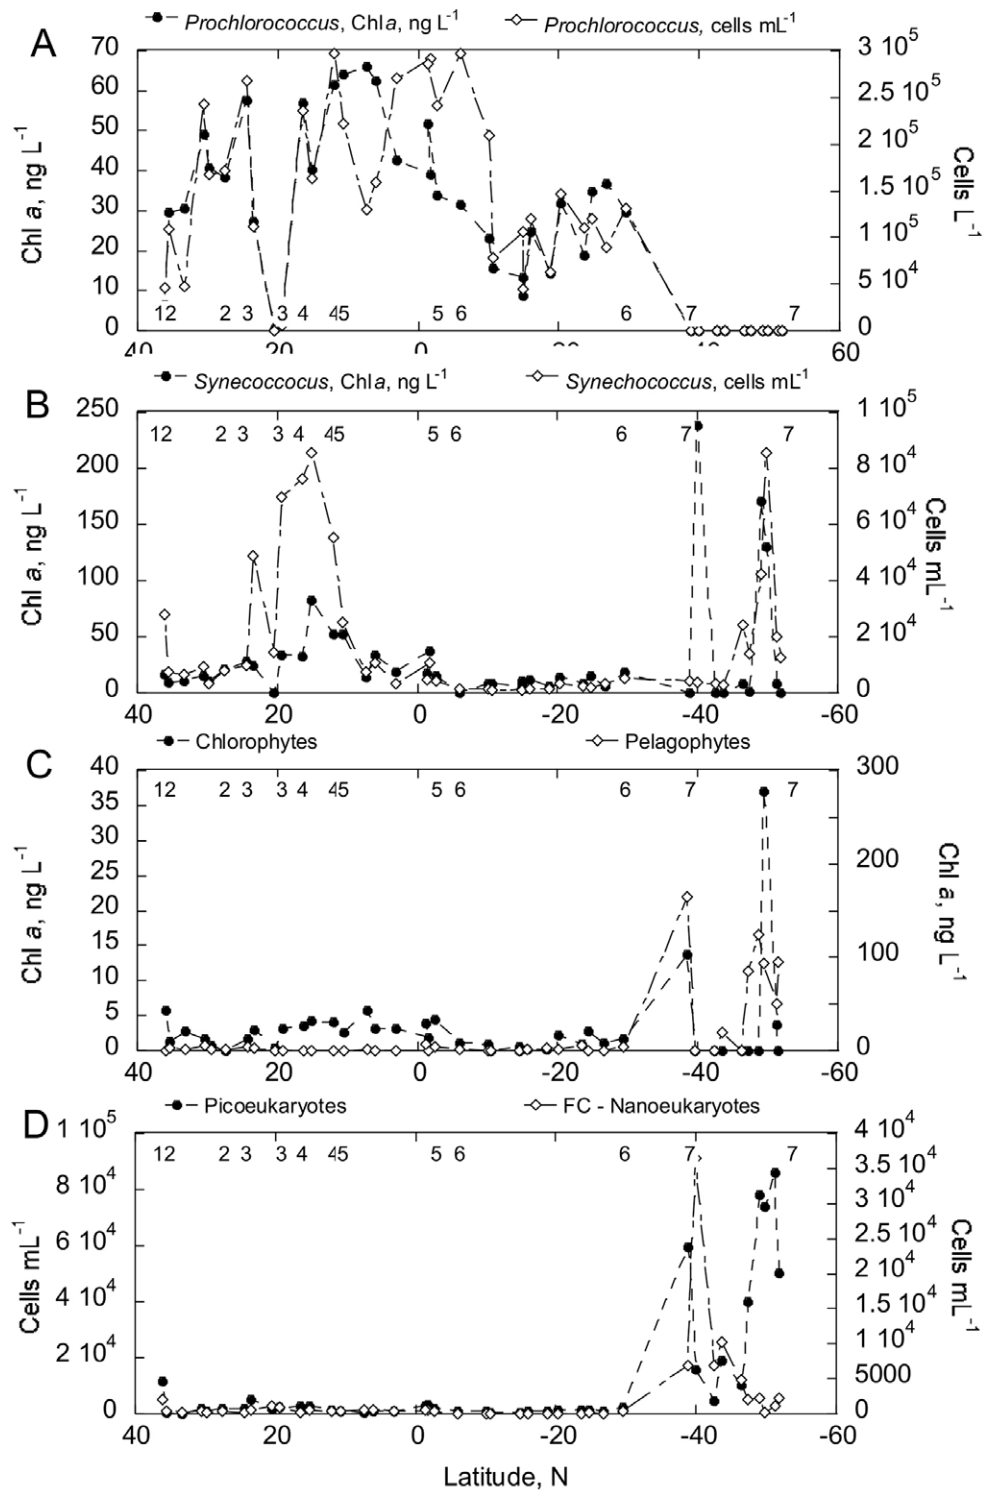 Prochlorococcus, Chl a, ng L-1 Prochlorococcus, cells mL-1
A
70 3 10^5
60 2.5 10^5
50 2 10^5
40 1.5 10^5
30 1 10^5
20 5 10^4
10
0 0
Chl a, ng L-1
Cells L-1
12 2 3 3 4 45 5 6 6 7 7
40 20 0 60
Synecoccocus, Chl a, ng L-1 Synechococcus, cells mL-1
B
250 1 10^5
200 8 10^4
150 6 10^4
100 4 10^4
50 2 10^4
0 0
Chl a, ng L-1
Cells mL-1
12 2 3 3 4 45 5 6 6 7 7
40 20 0 -20 -40 -60
Chlorophytes Pelagophytes
C
40 300
35
30
25 200
20
15
10 100
5
0 0
Chl a, ng L-1
Chl a, ng L-1
12 2 3 3 4 45 5 6 6 7 7
40 20 0 -20 -40 -60
Picoeukaryotes FC - Nanoeukaryotes
D
1 10^5 4 10^4
8 10^4 3.5 10^4
6 10^4 3 10^4
4 10^4 2.5 10^4
2 10^4 2 10^4
0 1.5 10^4
1 10^4
5000
0
Cells mL-1
Cells mL-1
12 2 3 3 4 45 5 6 6 7 7
40 20 0 -20 -40 -60
Latitude, N